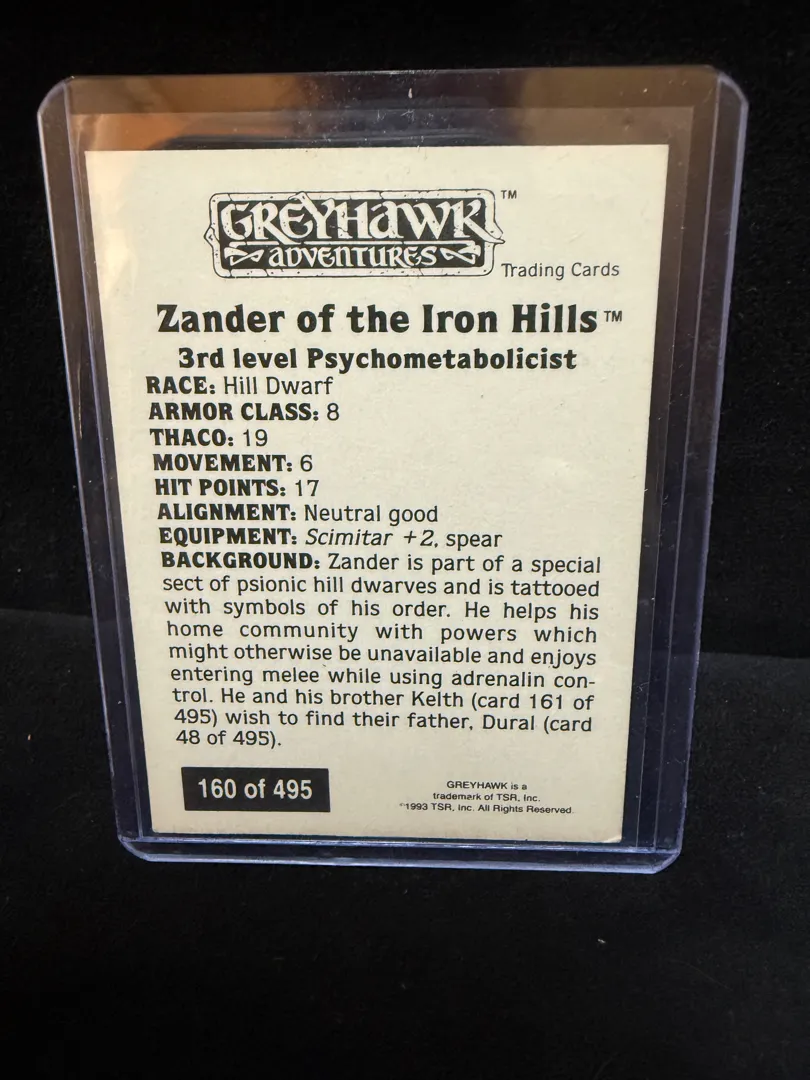 GREYHAWK™
ADVENTURES
Trading Cards
Zander of the Iron Hills™
3rd level Psychometabolicist
RACE: Hill Dwarf
ARMOR CLASS: 8
THACO: 19
MOVEMENT: 6
HIT POINTS: 17
ALIGNMENT: Neutral good
EQUIPMENT: Scimitar +2, spear
BACKGROUND: Zander is part of a special
sect of psionic hill dwarves and is tattooed
with symbols of his order. He helps his
home community with powers which
might otherwise be unavailable and enjoys
entering melee while using adrenalin con-
trol. He and his brother Kelth (card 161 of
495) wish to find their father, Dural (card
48 of 495).
160 of 495
GREYHAWK is a
trademark of TSR, Inc.
©1993 TSR, Inc. All Rights Reserved.